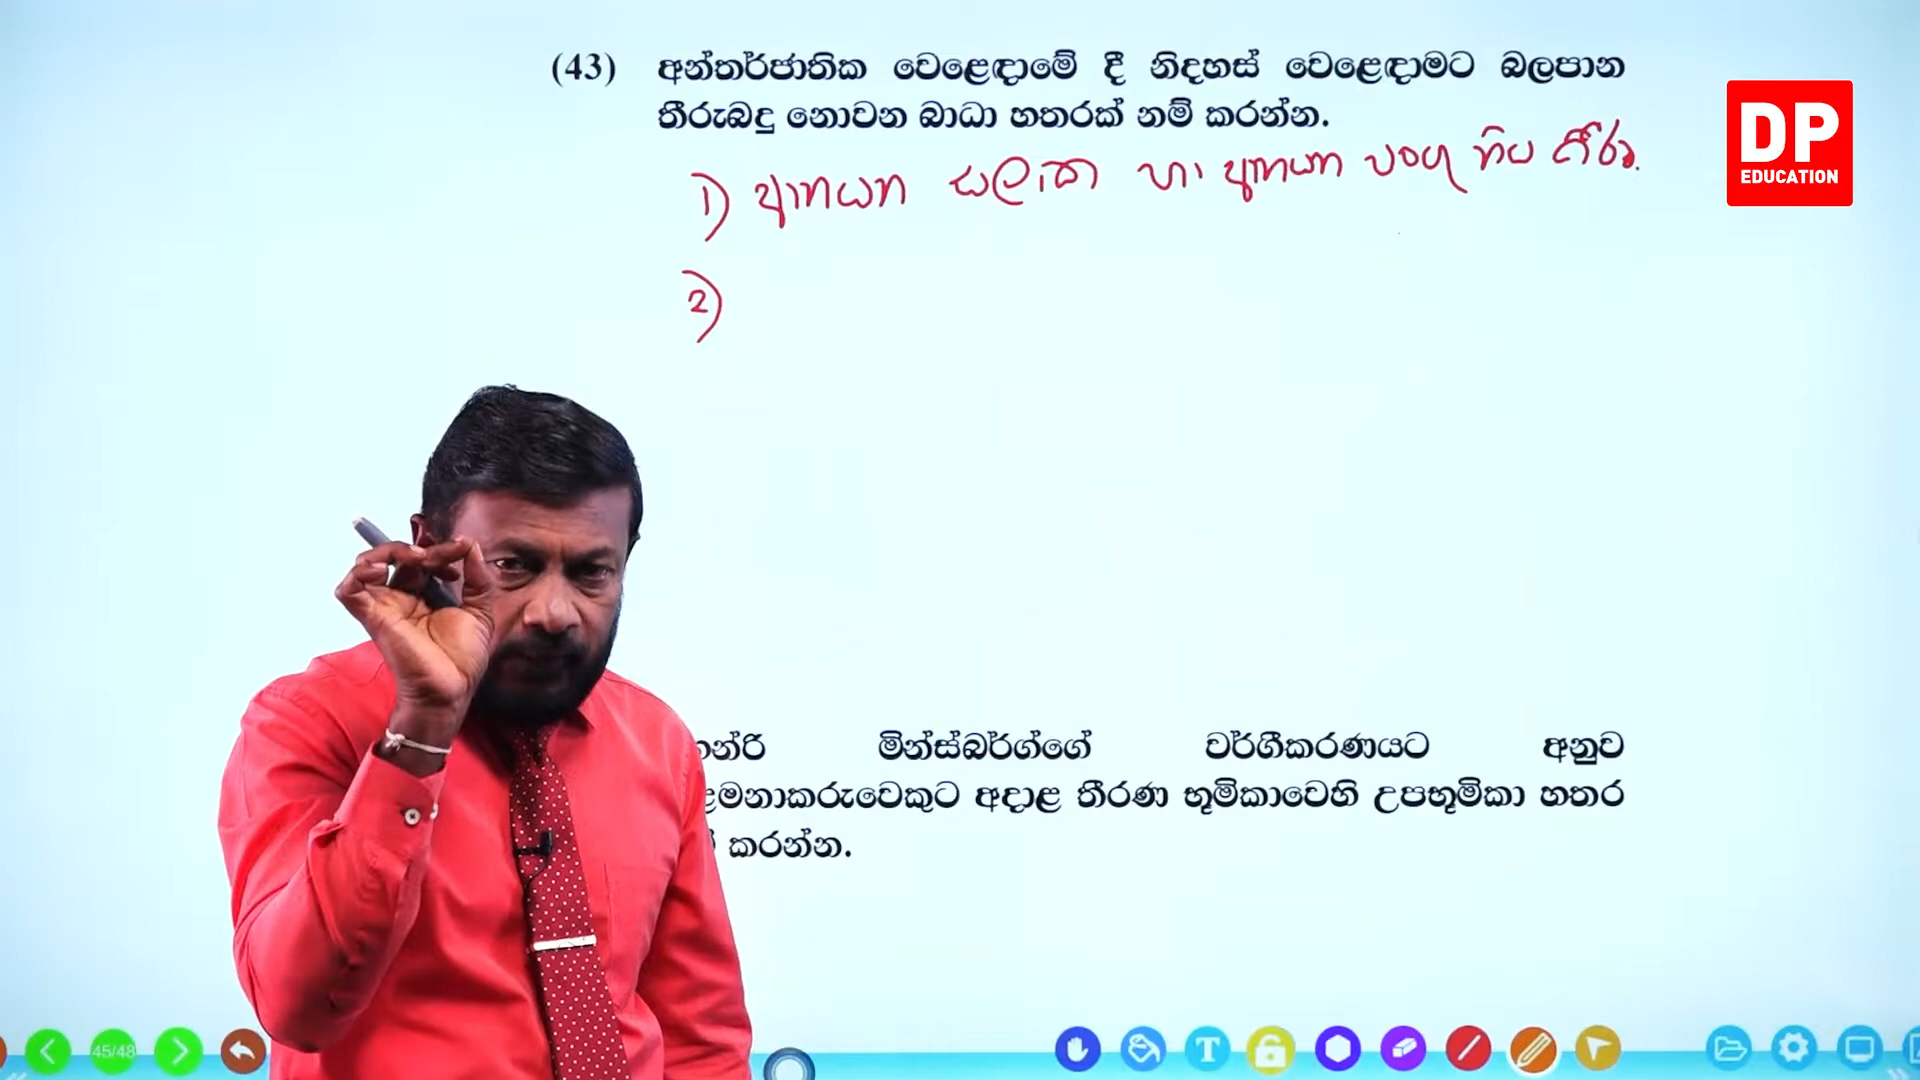 (43) අන්තර්ජාතික වෙළෙඳාමේ දී නිදහස් වෙළෙඳාමට බලපාන
තීරුබදු නොවන බාධා හතරක් නම් කරන්න.
DP
EDUCATION
1) ආනයන සලාක හා ආනයන පංගු නියම කිරීම.
2)
න්රි මින්ස්බර්ග්ගේ වර්ගීකරණයට අනුව
ළමනාකරුවෙකුට අදාළ තීරණ භූමිකාවෙහි උපභූමිකා හතර
කරන්න.
45/48
T